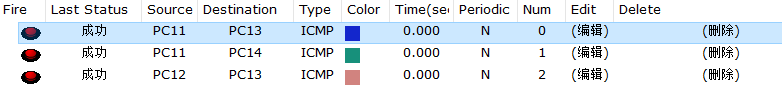 Fire Last Status Source Destination Type Color Time(sec Periodic Num Edit Delete
成功 PC11 PC13 ICMP 0.000 N 0 (编辑) (删除)
成功 PC11 PC14 ICMP 0.000 N 1 (编辑) (删除)
成功 PC12 PC13 ICMP 0.000 N 2 (编辑) (删除)